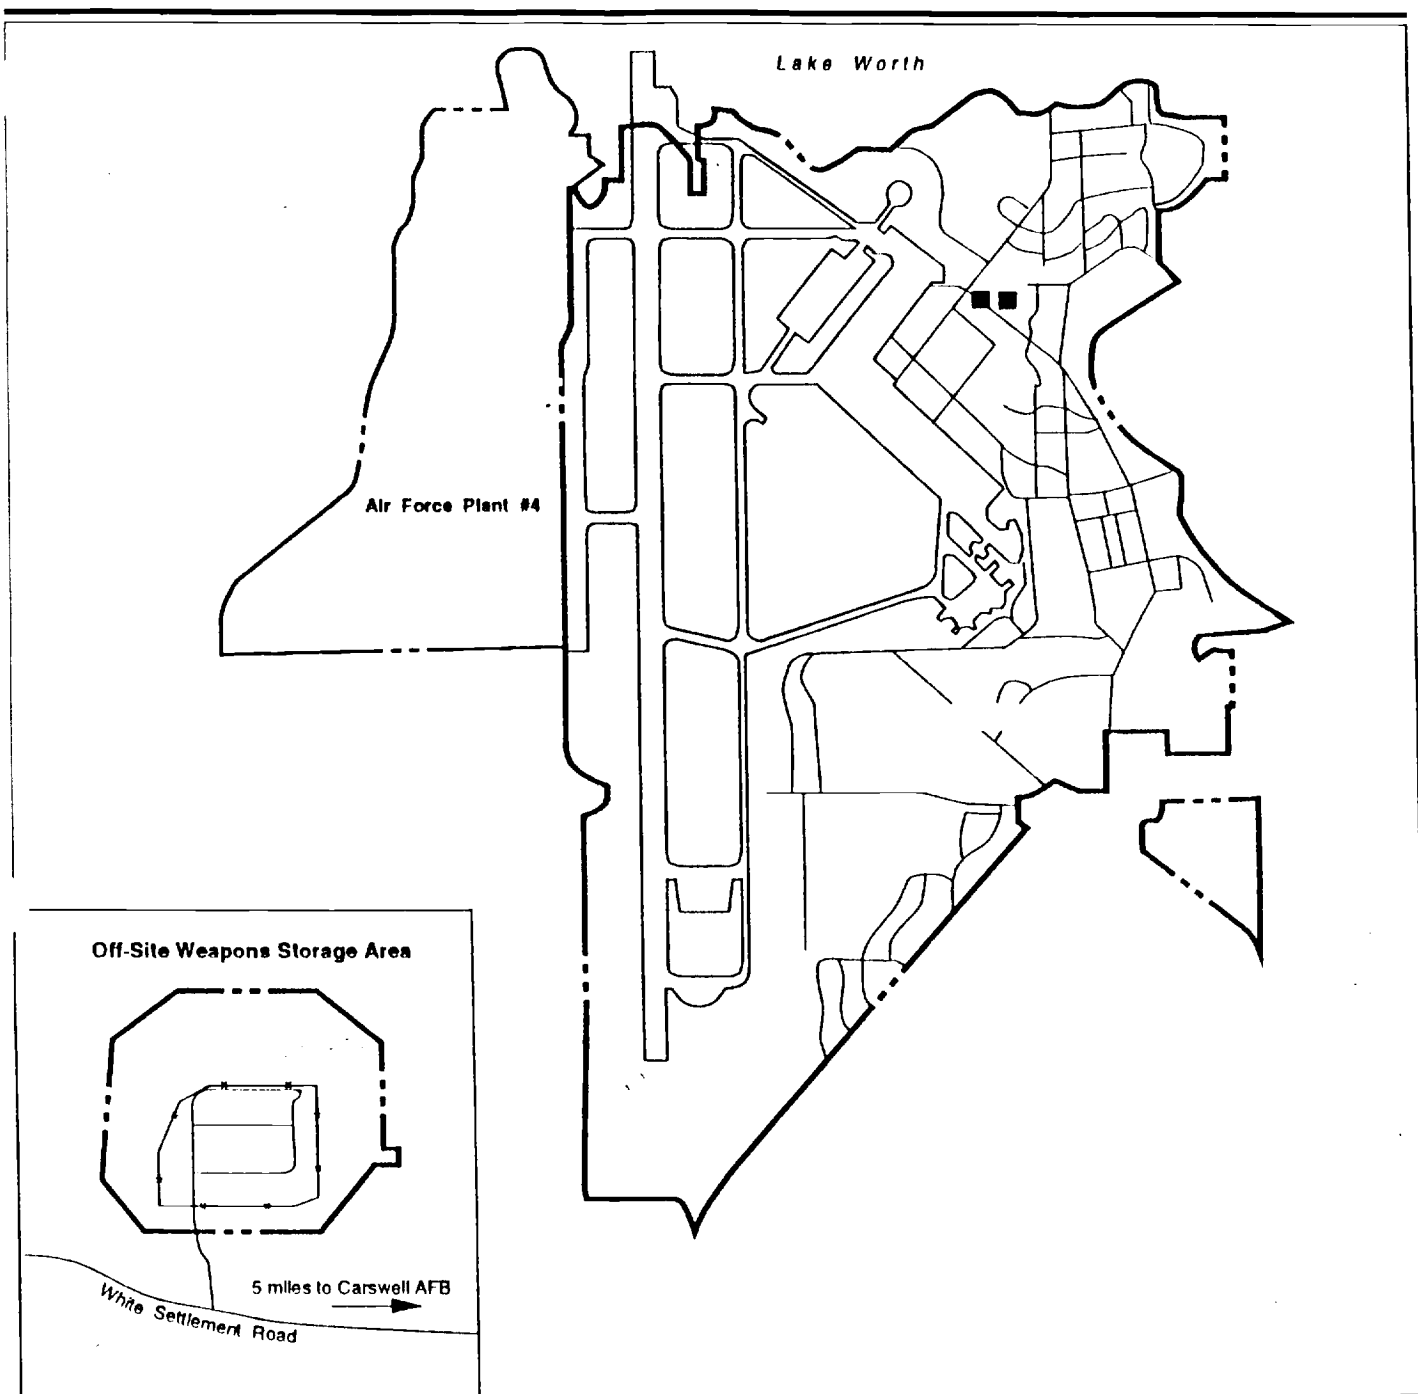 Lake Worth
Air Force Plant #4
Off-Site Weapons Storage Area
5 miles to Carswell AFB
White Settlement Road